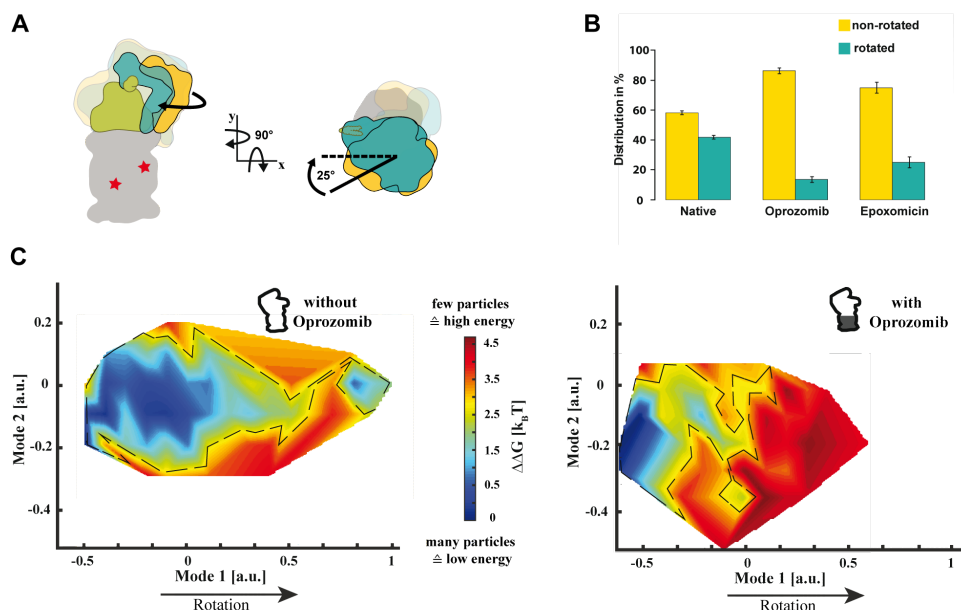 A
y
90°
x
25°
B
non-rotated
rotated
Distribution in %
100
80
60
40
20
0
Native
Oprozomib
Epoxomicin
C
without
Oprozomib
few particles
≙ high energy
4.5
3.5
2.5
1.5
0.5
0
ΔΔG [kBT]
many particles
≙ low energy
Mode 2 [a.u.]
0.2
0
-0.2
-0.4
-0.5
0
0.5
1
Mode 1 [a.u.]
Rotation
with
Oprozomib
Mode 2 [a.u.]
0.2
0
-0.2
-0.4
-0.5
0
0.5
1
Mode 1 [a.u.]
Rotation